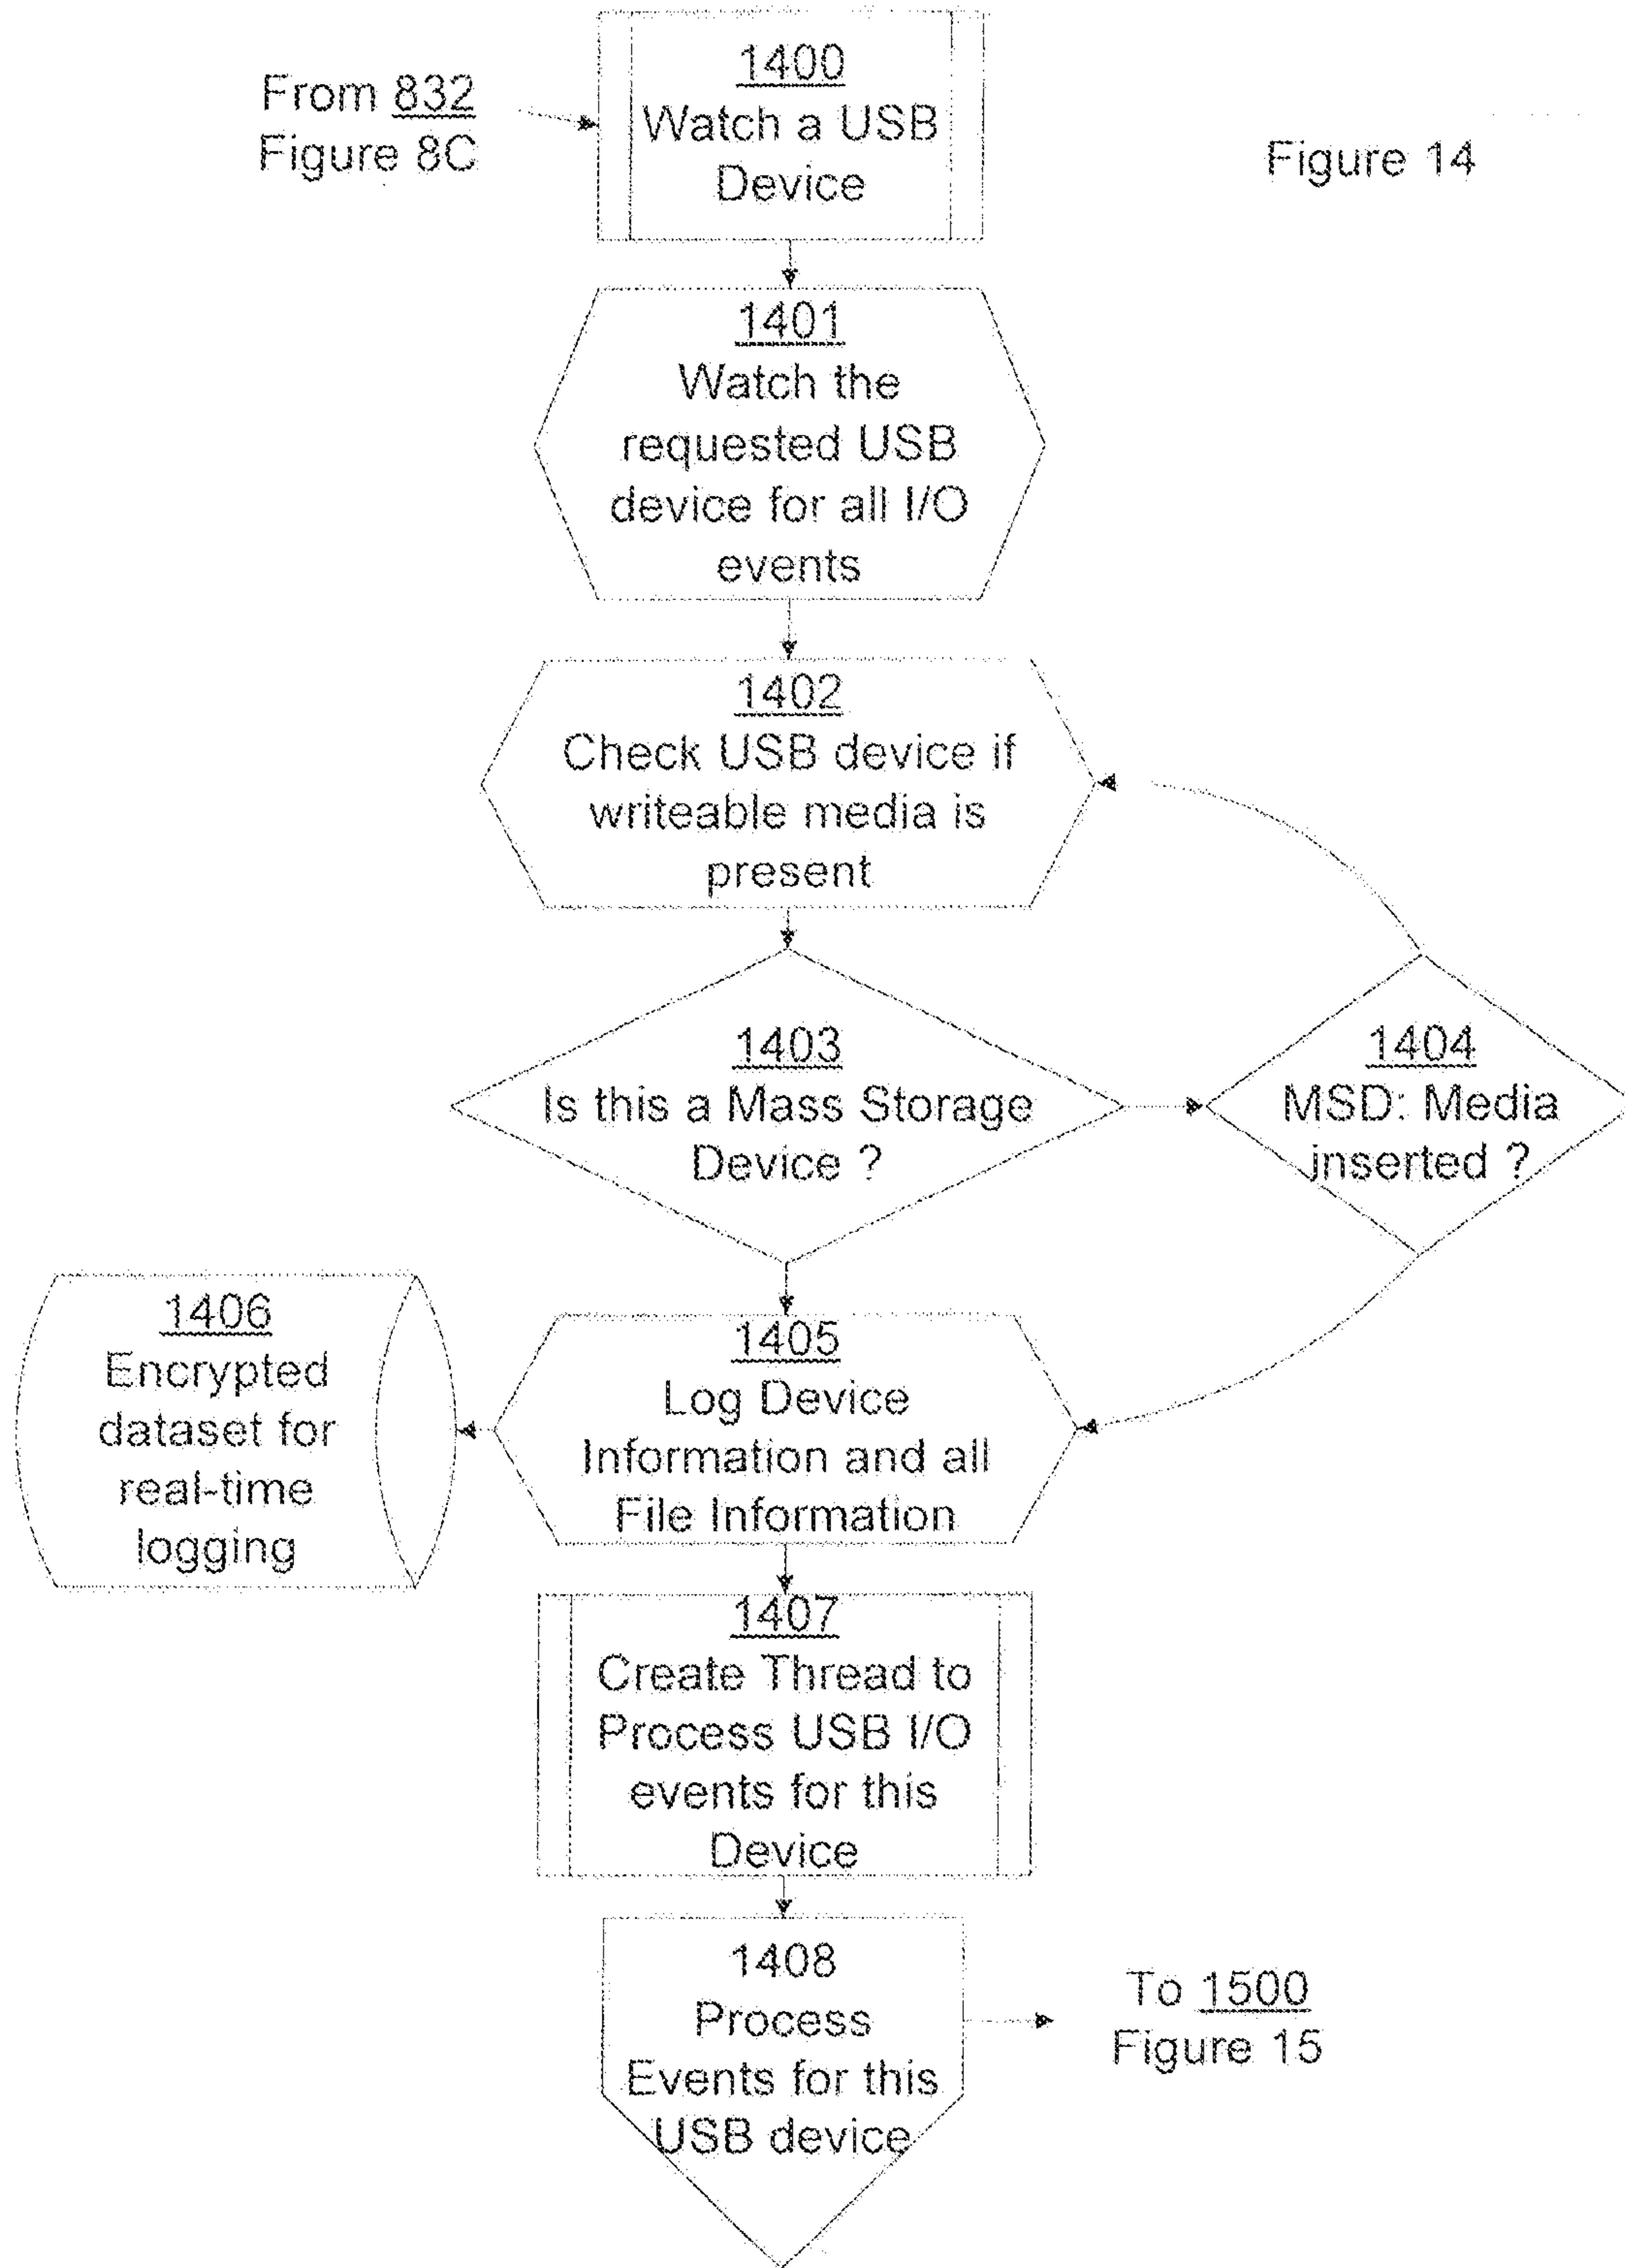 From 832
Figure 8C
1400
Watch a USB
Device
Figure 14
1401
Watch the
requested USB
device for all I/O
events
1402
Check USB device if
writeable media is
present
1403
Is this a Mass Storage
Device ?
1404
MSD: Media
inserted ?
1406
Encrypted
dataset for
real-time
logging
1405
Log Device
Information and all
File Information
1407
Create Thread to
Process USB I/O
events for this
Device
1408
Process
Events for this
USB device
To 1500
Figure 15